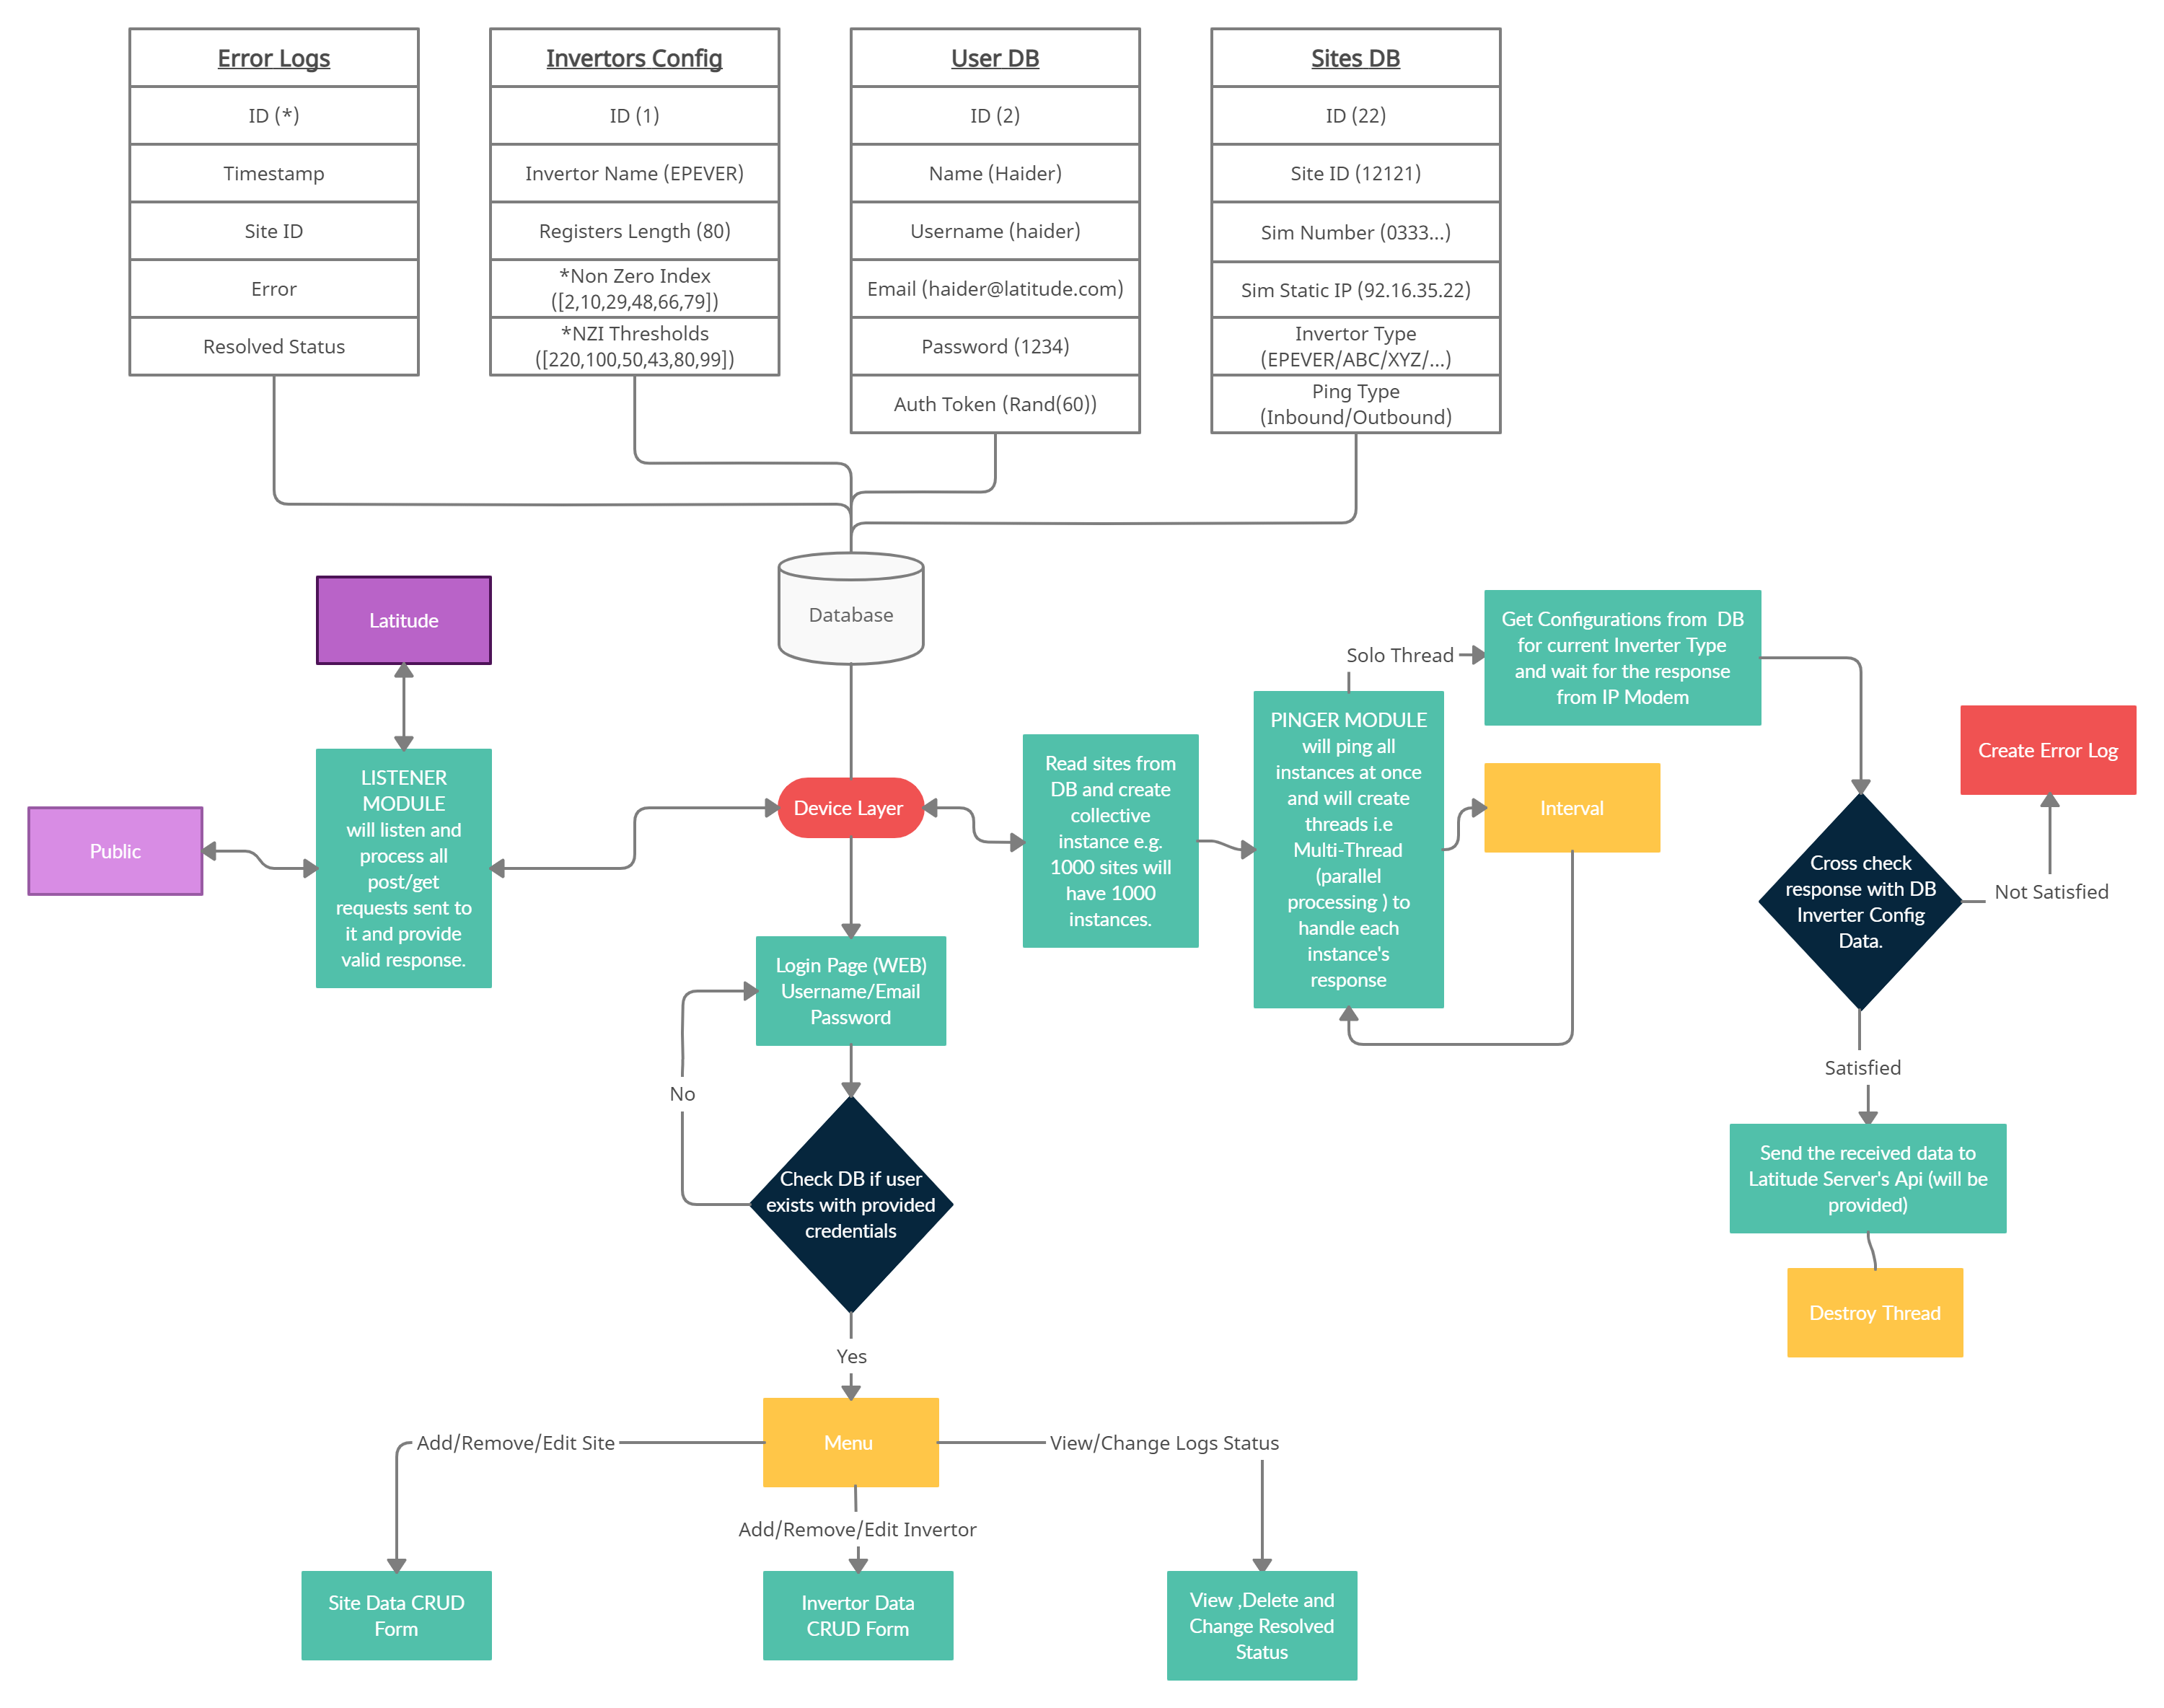 Error Logs
ID (*)
Timestamp
Site ID
Error
Resolved Status
Invertors Config
ID (1)
Invertor Name (EPEVER)
Registers Length (80)
*Non Zero Index
([2,10,29,48,66,79])
*NZI Thresholds
([220,100,50,43,80,99])
User DB
ID (2)
Name (Haider)
Username (haider)
Email (haider@latitude.com)
Password (1234)
Auth Token (Rand(60))
Sites DB
ID (22)
Site ID (12121)
Sim Number (0333...)
Sim Static IP (92.16.35.22)
Invertor Type
(EPEVER/ABC/XYZ/...)
Ping Type
(Inbound/Outbound)
Database
Latitude
Public
LISTENER
MODULE
will listen and
process all
post/get
requests sent to
it and provide
valid response.
Device Layer
Read sites from
DB and create
collective
instance e.g.
1000 sites will
have 1000
instances.
PINGER MODULE
will ping all
instances at once
and will create
threads i.e
Multi-Thread
(parallel
processing ) to
handle each
instance's
response
Solo Thread
Get Configurations from  DB
for current Inverter Type
and wait for the response
from IP Modem
Interval
Cross check
response with DB
Inverter Config
Data.
Not Satisfied
Create Error Log
Satisfied
Send the received data to
Latitude Server's Api (will be
provided)
Destroy Thread
Login Page (WEB)
Username/Email
Password
No
Check DB if user
exists with provided
credentials
Yes
Menu
Add/Remove/Edit Site
View/Change Logs Status
Add/Remove/Edit Invertor
Site Data CRUD
Form
Invertor Data
CRUD Form
View ,Delete and
Change Resolved
Status